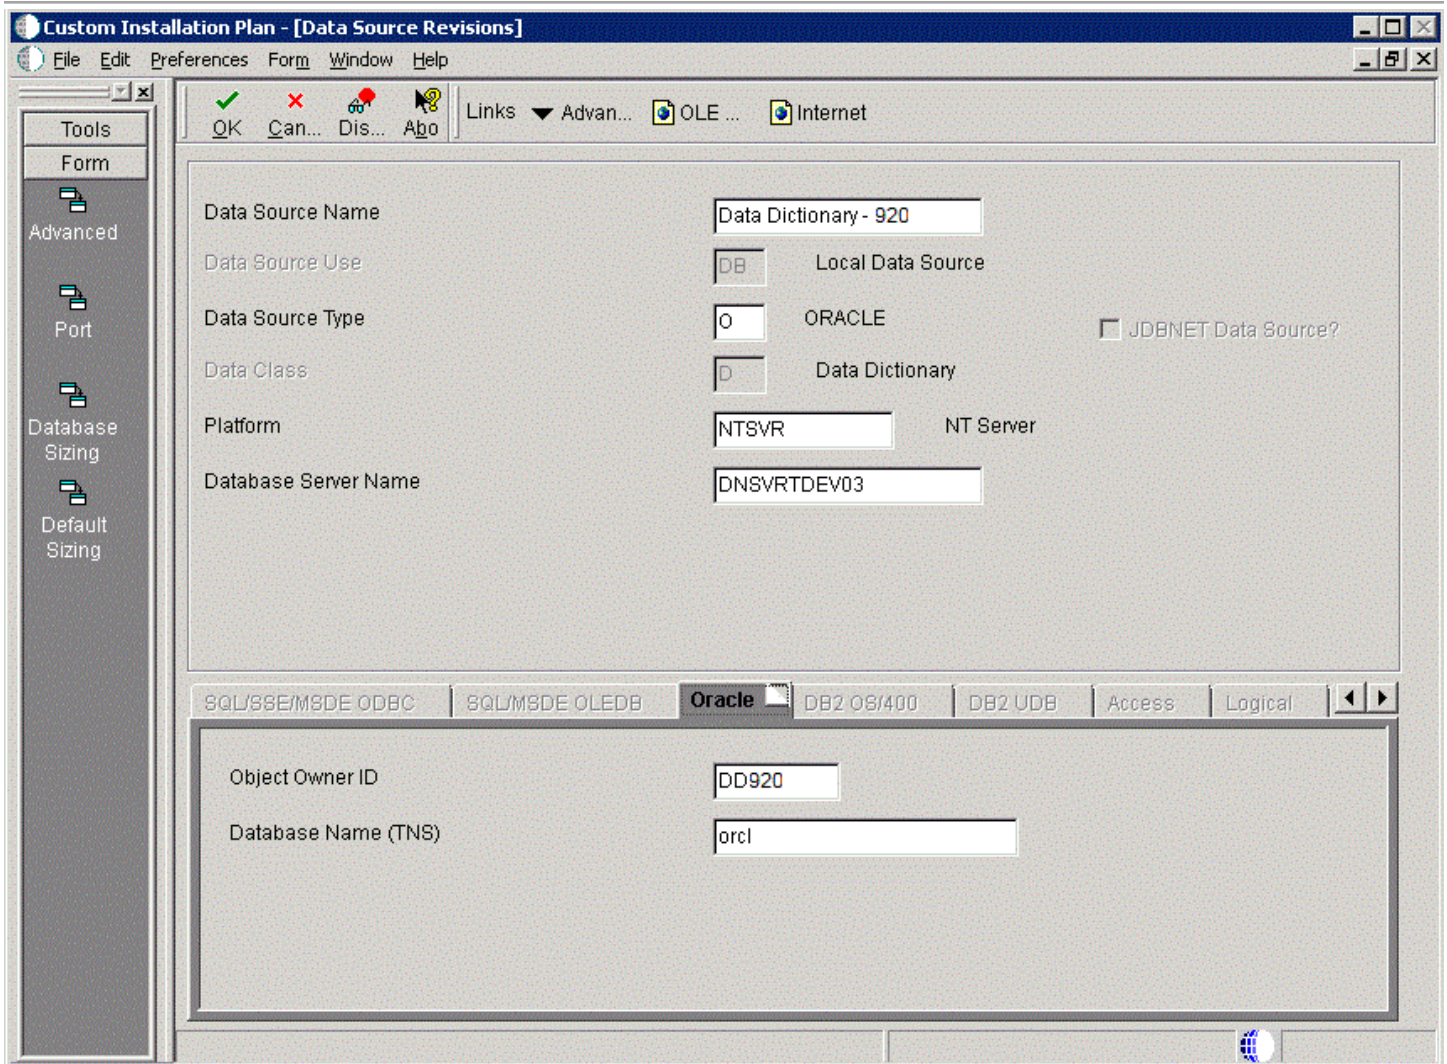 Custom Installation Plan - [Data Source Revisions]
File Edit Preferences Form Window Help
OK Can... Dis... Abo Links Advan... OLE ... Internet
Tools
Form
Advanced
Port
Database
Sizing
Default
Sizing
Data Source Name Data Dictionary - 920
Data Source Use DB Local Data Source
Data Source Type O ORACLE JDBNET Data Source?
Data Class D Data Dictionary
Platform NTSVR NT Server
Database Server Name DNSVRTDEV03
SQL/SSE/MSDE ODBC SQL/MSDE OLEDB Oracle DB2 OS/400 DB2 UDB Access Logical
Object Owner ID DD920
Database Name (TNS) orcl